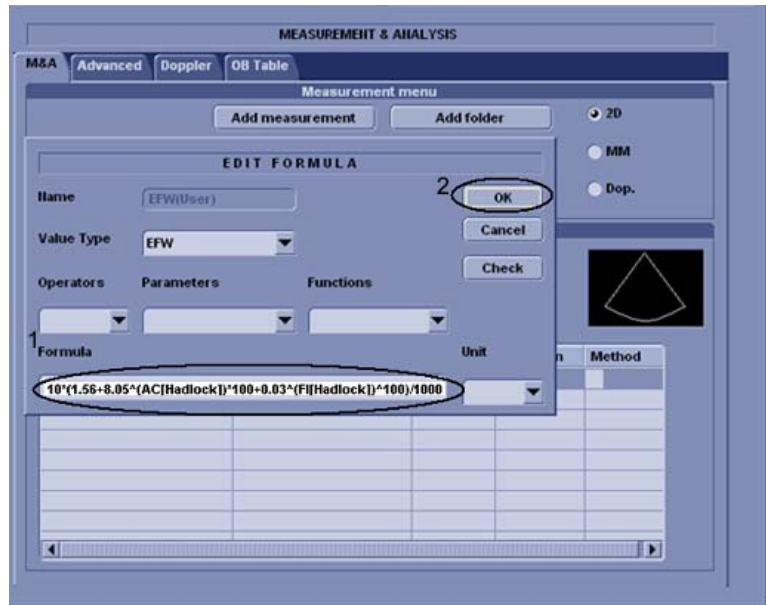 MEASUREMENT & ANALYSIS
M&A Advanced Doppler OB Table
Measurement menu
Add measurement Add folder 2D
MM
Dop.
EDIT FORMULA
Name EFW(User) 2 OK
Value Type EFW Cancel
Check
Operators Parameters Functions
1
Formula Unit n Method
10*(1.56+8.05^(AC[Hadlock])*100+0.03^(Fl[Hadlock])^100)/1000